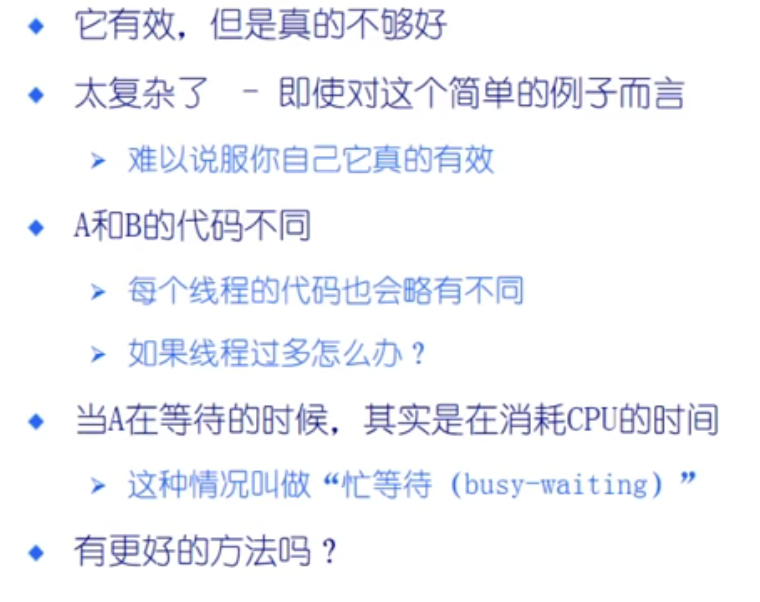 它有效，但是真的不够好
太复杂了 - 即使对这个简单的例子而言
难以说服你自己它真的有效
A和B的代码不同
每个线程的代码也会略有不同
如果线程过多怎么办？
当A在等待的时候，其实是在消耗CPU的时间
这种情况叫做“忙等待（busy-waiting）”
有更好的方法吗？